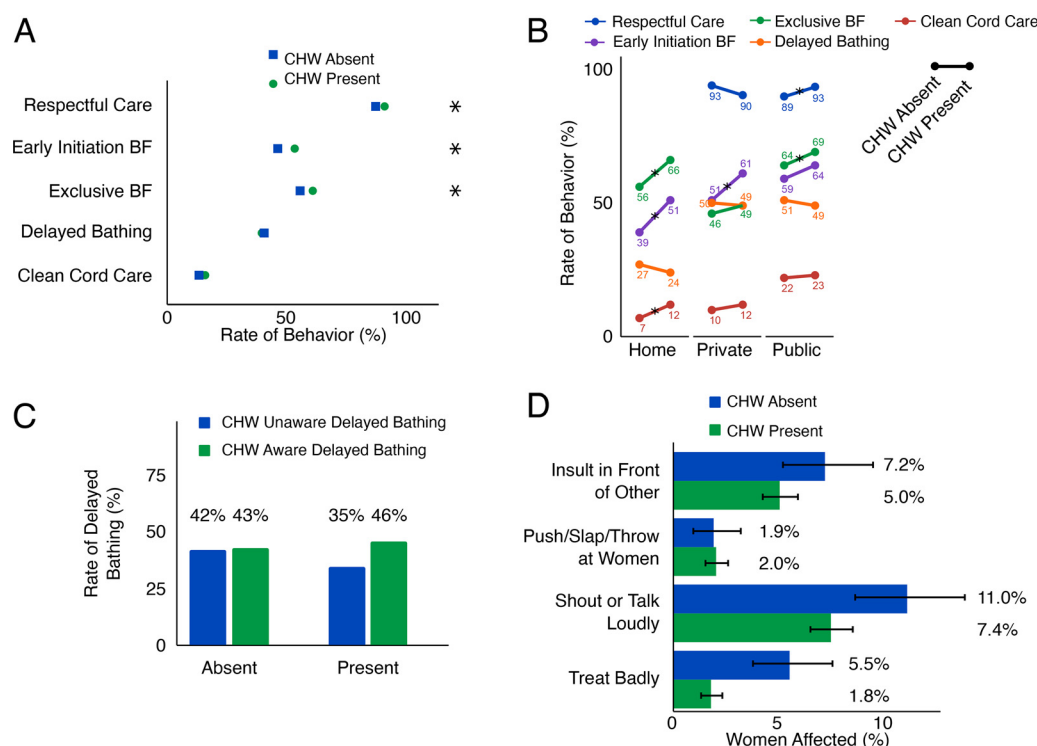 A
CHW Absent
CHW Present
Respectful Care
*
Early Initiation BF
*
Exclusive BF
*
Delayed Bathing
Clean Cord Care
0
50
100
Rate of Behavior (%)
B
Respectful Care
Exclusive BF
Clean Cord Care
Early Initiation BF
Delayed Bathing
CHW Absent
CHW Present
Rate of Behavior (%)
100
50
0
93
90
89
*
93
56
*
66
39
*
51
27
24
7
*
12
51
*
61
50
49
46
49
10
12
64
*
69
59
64
51
49
22
23
Home
Private
Public
C
CHW Unaware Delayed Bathing
CHW Aware Delayed Bathing
Rate of Delayed
Bathing (%)
75
50
25
0
42%
43%
35%
46%
Absent
Present
D
CHW Absent
CHW Present
Insult in Front
of Other
7.2%
5.0%
Push/Slap/Throw
at Women
1.9%
2.0%
Shout or Talk
Loudly
11.0%
7.4%
Treat Badly
5.5%
1.8%
0
5
10
Women Affected (%)